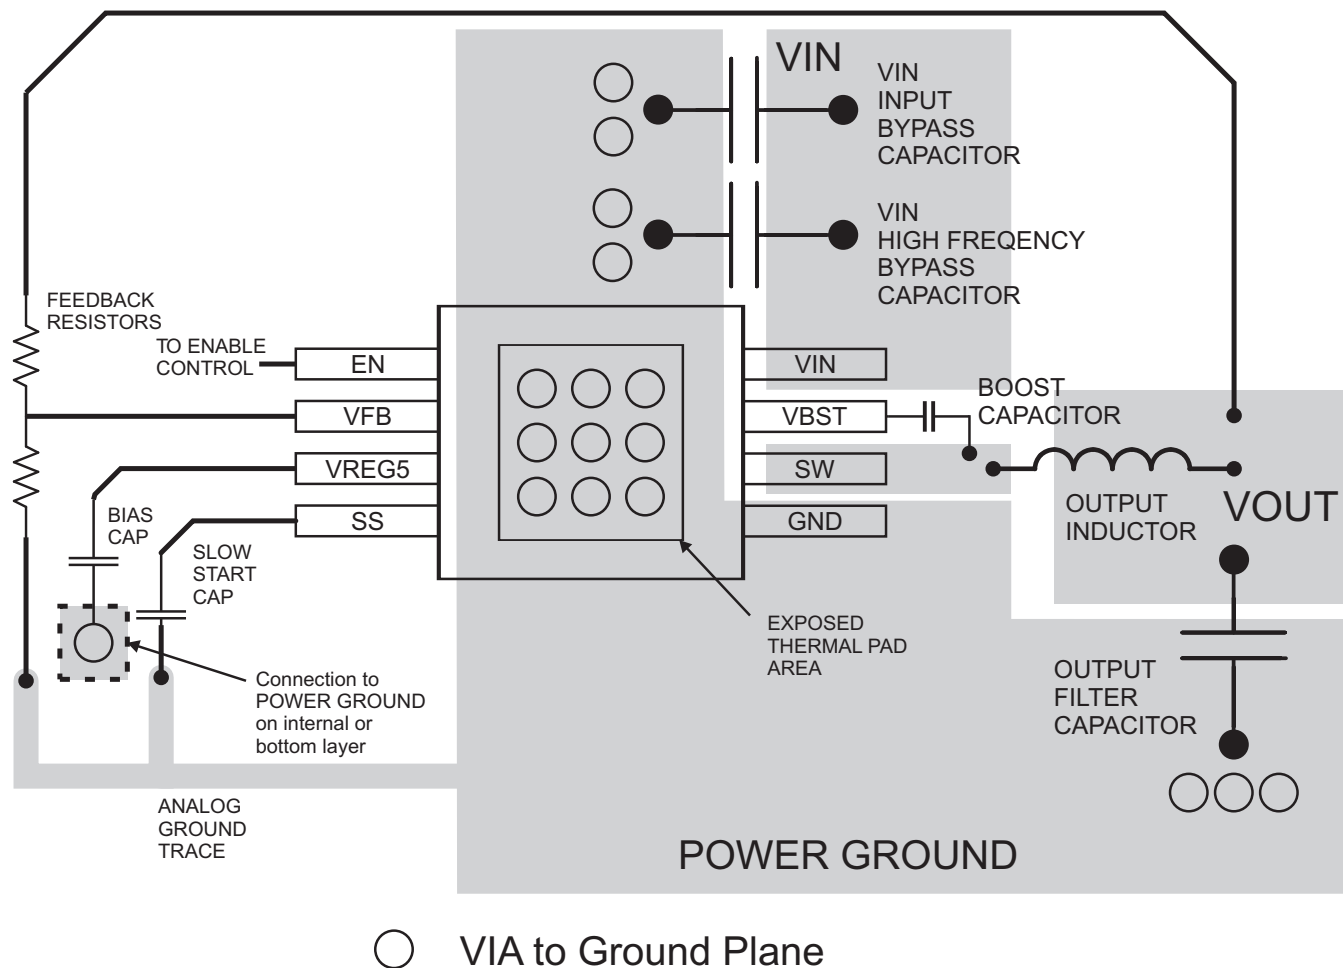 VIN
VIN
INPUT
BYPASS
CAPACITOR
VIN
HIGH FREQENCY
BYPASS
CAPACITOR
FEEDBACK
RESISTORS
TO ENABLE
CONTROL
EN
VFB
VREG5
SS
VIN
VBST
SW
GND
BOOST
CAPACITOR
OUTPUT
INDUCTOR
VOUT
BIAS
CAP
SLOW
START
CAP
EXPOSED
THERMAL PAD
AREA
Connection to
POWER GROUND
on internal or
bottom layer
OUTPUT
FILTER
CAPACITOR
ANALOG
GROUND
TRACE
POWER GROUND
VIA to Ground Plane